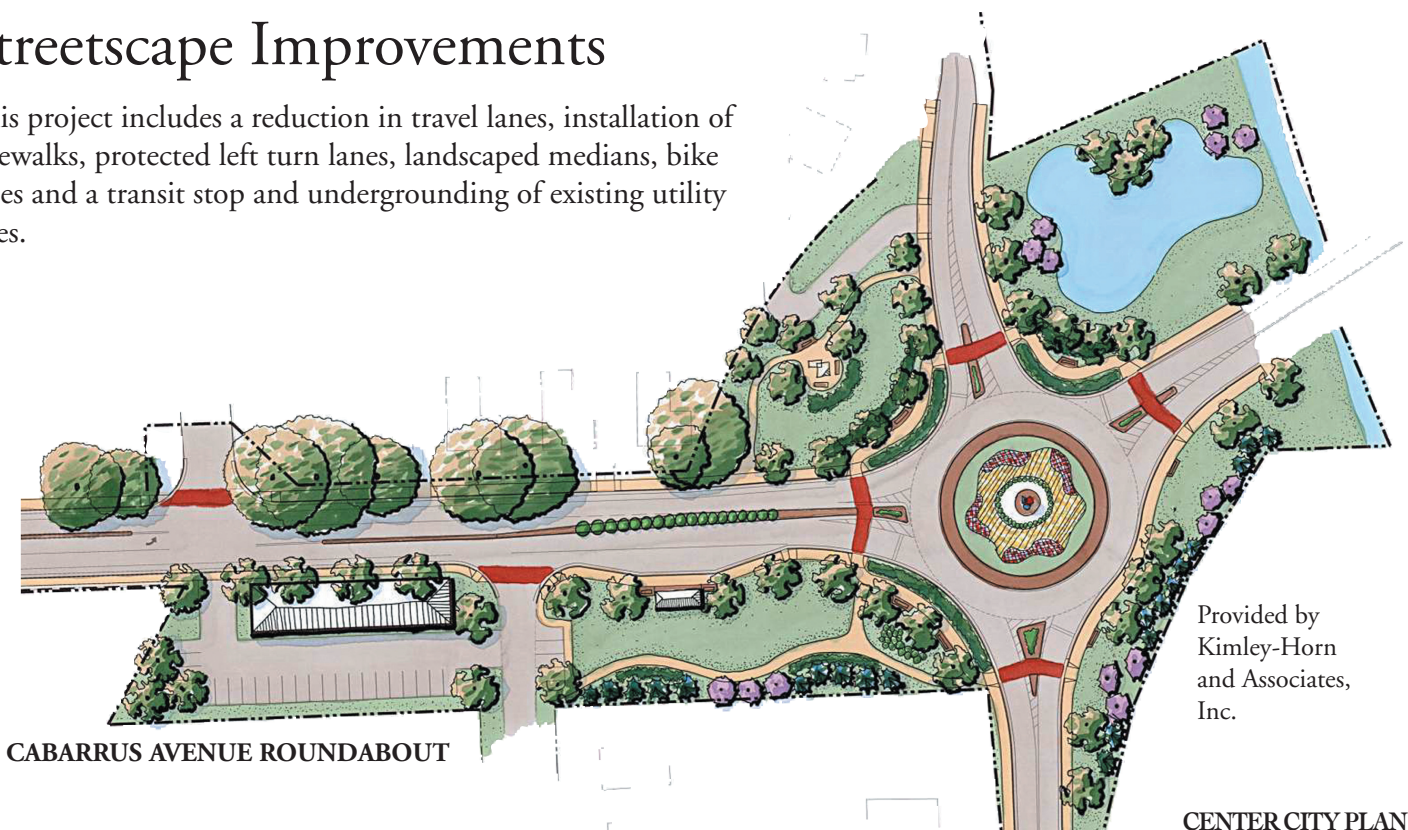 treetscape Improvements
is project includes a reduction in travel lanes, installation of
ewalks, protected left turn lanes, landscaped medians, bike
es and a transit stop and undergrounding of existing utility
es.
Provided by
Kimley-Horn
and Associates,
Inc.
CABARRUS AVENUE ROUNDABOUT
CENTER CITY PLAN